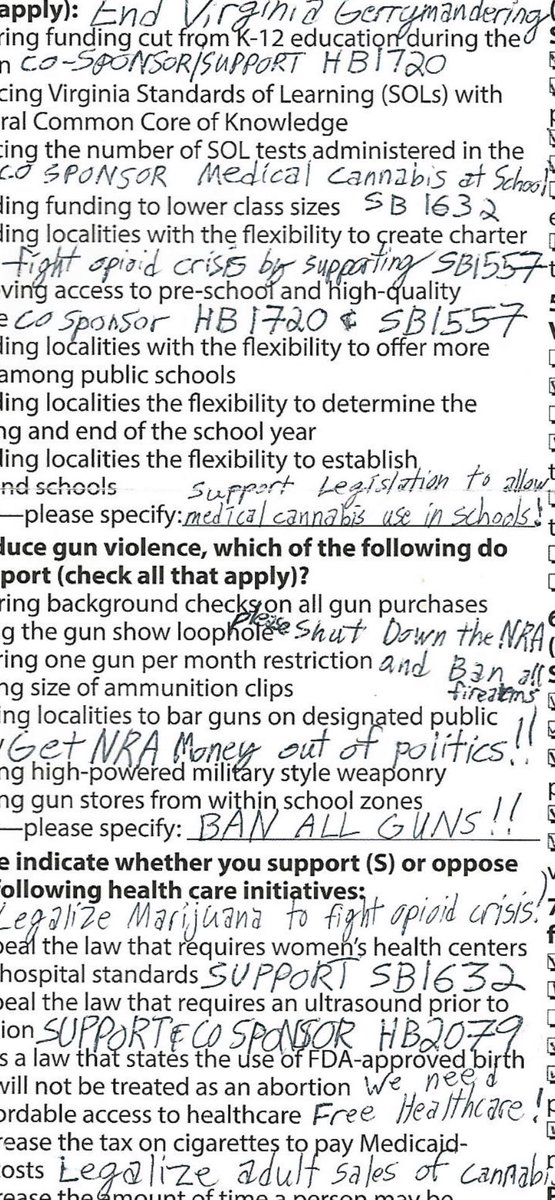 apply): End Virginia Gerrymandering
ring funding cut from K-12 education during the
n CO-SPONSOR/SUPPORT HB1720
cing Virginia Standards of Learning (SOLs) with
ral Common Core of Knowledge
cing the number of SOL tests administered in the
CO SPONSOR Medical Cannabis at School
ding funding to lower class sizes SB 1632
ding localities with the flexibility to create charter
fight opioid crisis by supporting SB1557
oving access to pre-school and high-quality
e CO Sponsor HB1720 & SB1557
ding localities with the flexibility to offer more
among public schools
ding localities the flexibility to determine the
ng and end of the school year
ding localities the flexibility to establish
nd schools Support Legislation to allow
—please specify: medical cannabis use in schools!
duce gun violence, which of the following do
port (check all that apply)?
ring background checks on all gun purchases
g the gun show loophole please Shut Down the NRA
ring one gun per month restriction and Ban all
ng size of ammunition clips firearms
ing localities to bar guns on designated public
Get NRA Money out of politics!!
ng high-powered military style weaponry
ng gun stores from within school zones
—please specify: BAN ALL GUNS!!
e indicate whether you support (S) or oppose
following health care initiatives:
Legalize Marijuana to fight opioid crisis!
peal the law that requires women's health centers
hospital standards SUPPORT SB1632
peal the law that requires an ultrasound prior to
ion SUPPORT & CO SPONSOR HB2079
s a law that states the use of FDA-approved birth
will not be treated as an abortion We need
ordable access to healthcare Free Healthcare!
rease the tax on cigarettes to pay Medicaid-
costs Legalize adult sales of cannabis
rease the amount of time a person may be